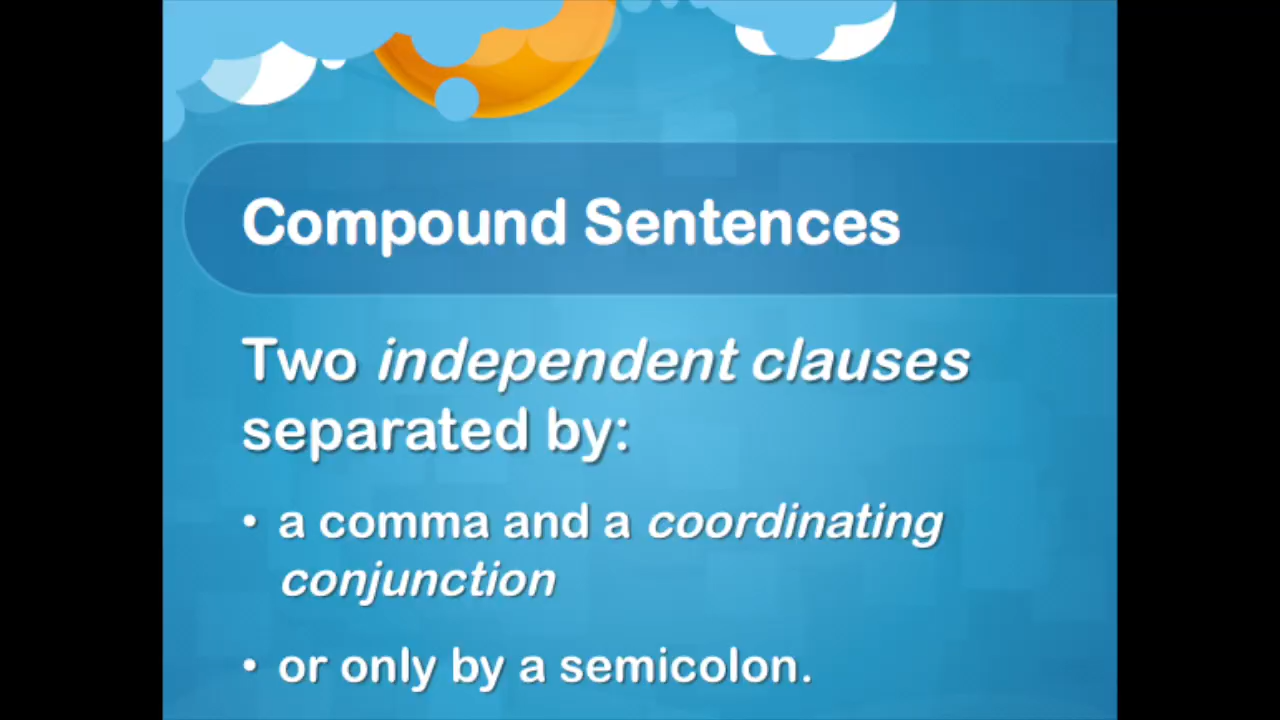 Compound Sentences
Two independent clauses
separated by:
• a comma and a coordinating
conjunction
• or only by a semicolon.